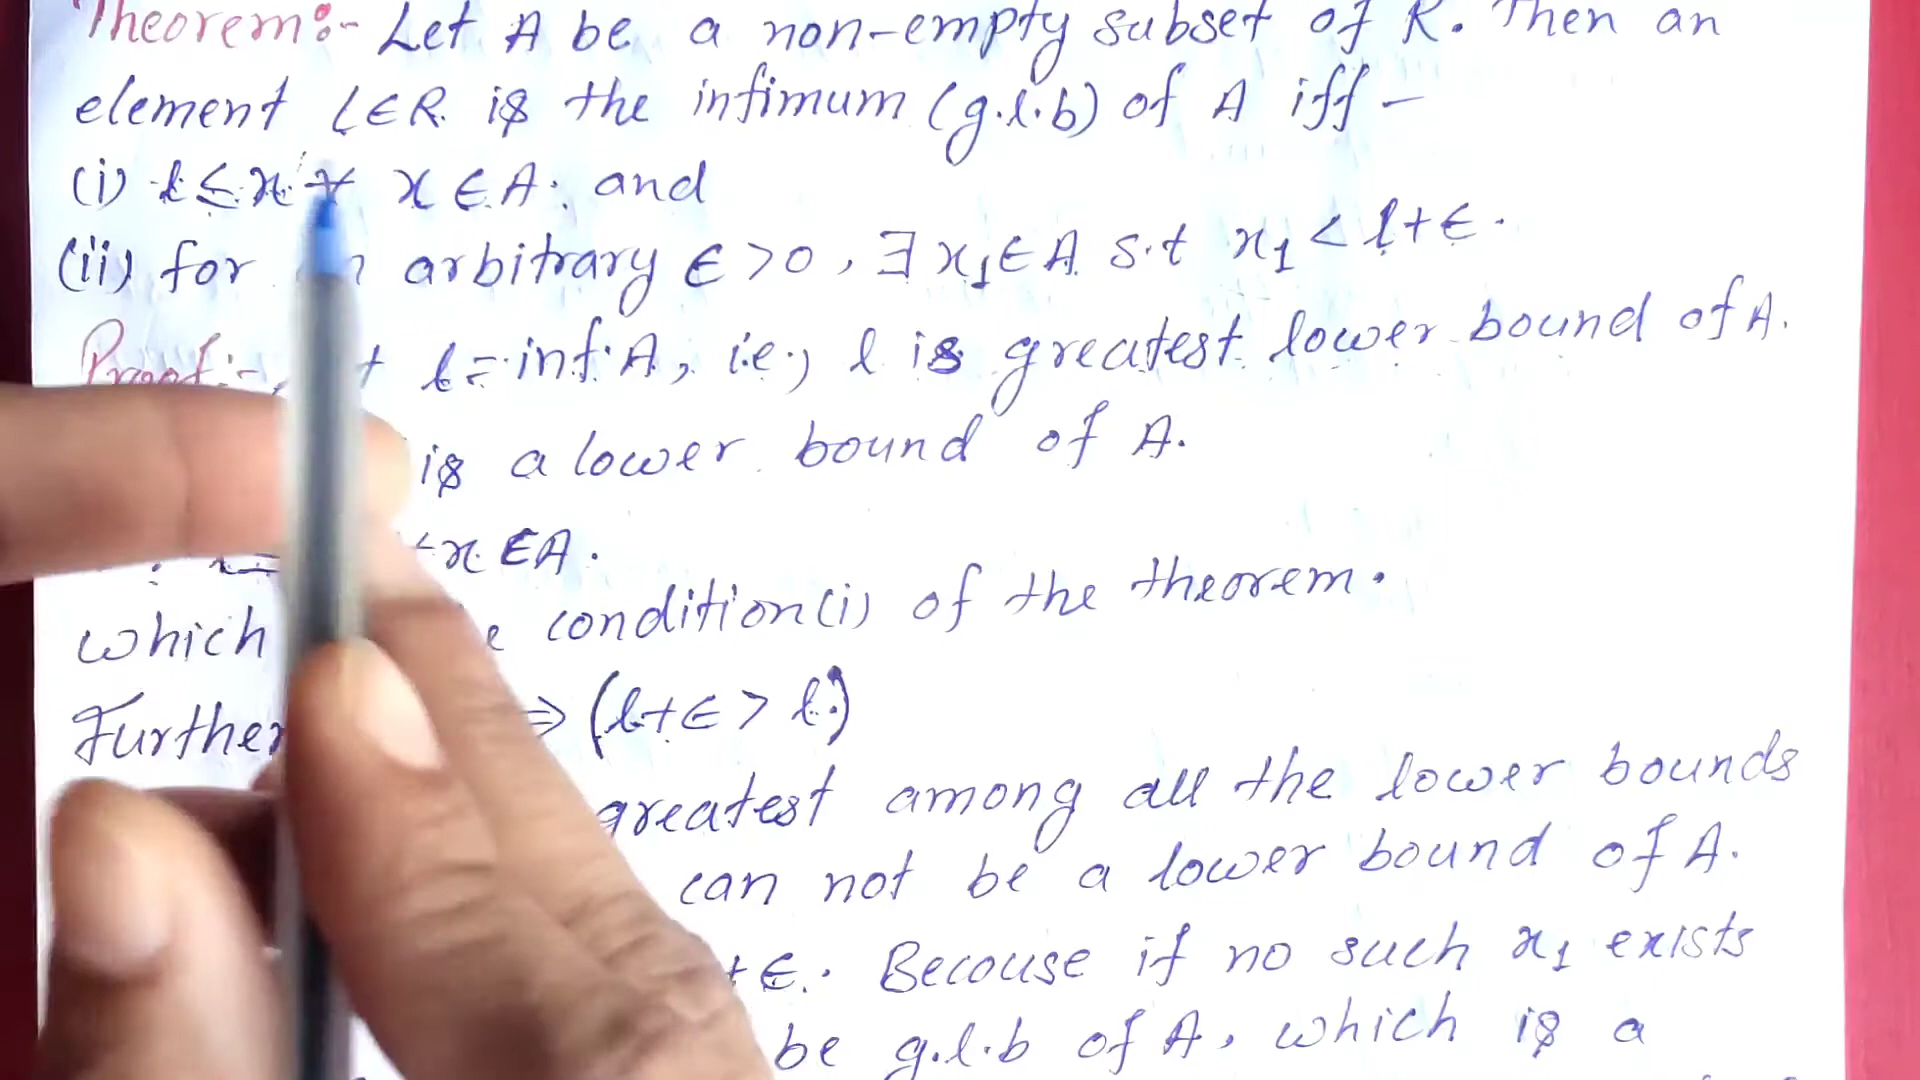 Theorem:- Let A be a non-empty subset of R. Then an
element l∈R is the infimum (g.l.b) of A iff -
(i) l≤x ∀ x∈A. and
(ii) for arbitrary ∈>0, ∃ x₁∈A s.t x₁<l+∈.
Proof:- l=inf.A, i.e., l is greatest lower bound of A.
is a lower bound of A.
x∈A.
which condition(i) of the theorem.
Further ⇒ (l+∈>l.)
greatest among all the lower bounds
can not be a lower bound of A.
+∈. Becouse if no such x₁ exists
be g.l.b of A, which is a